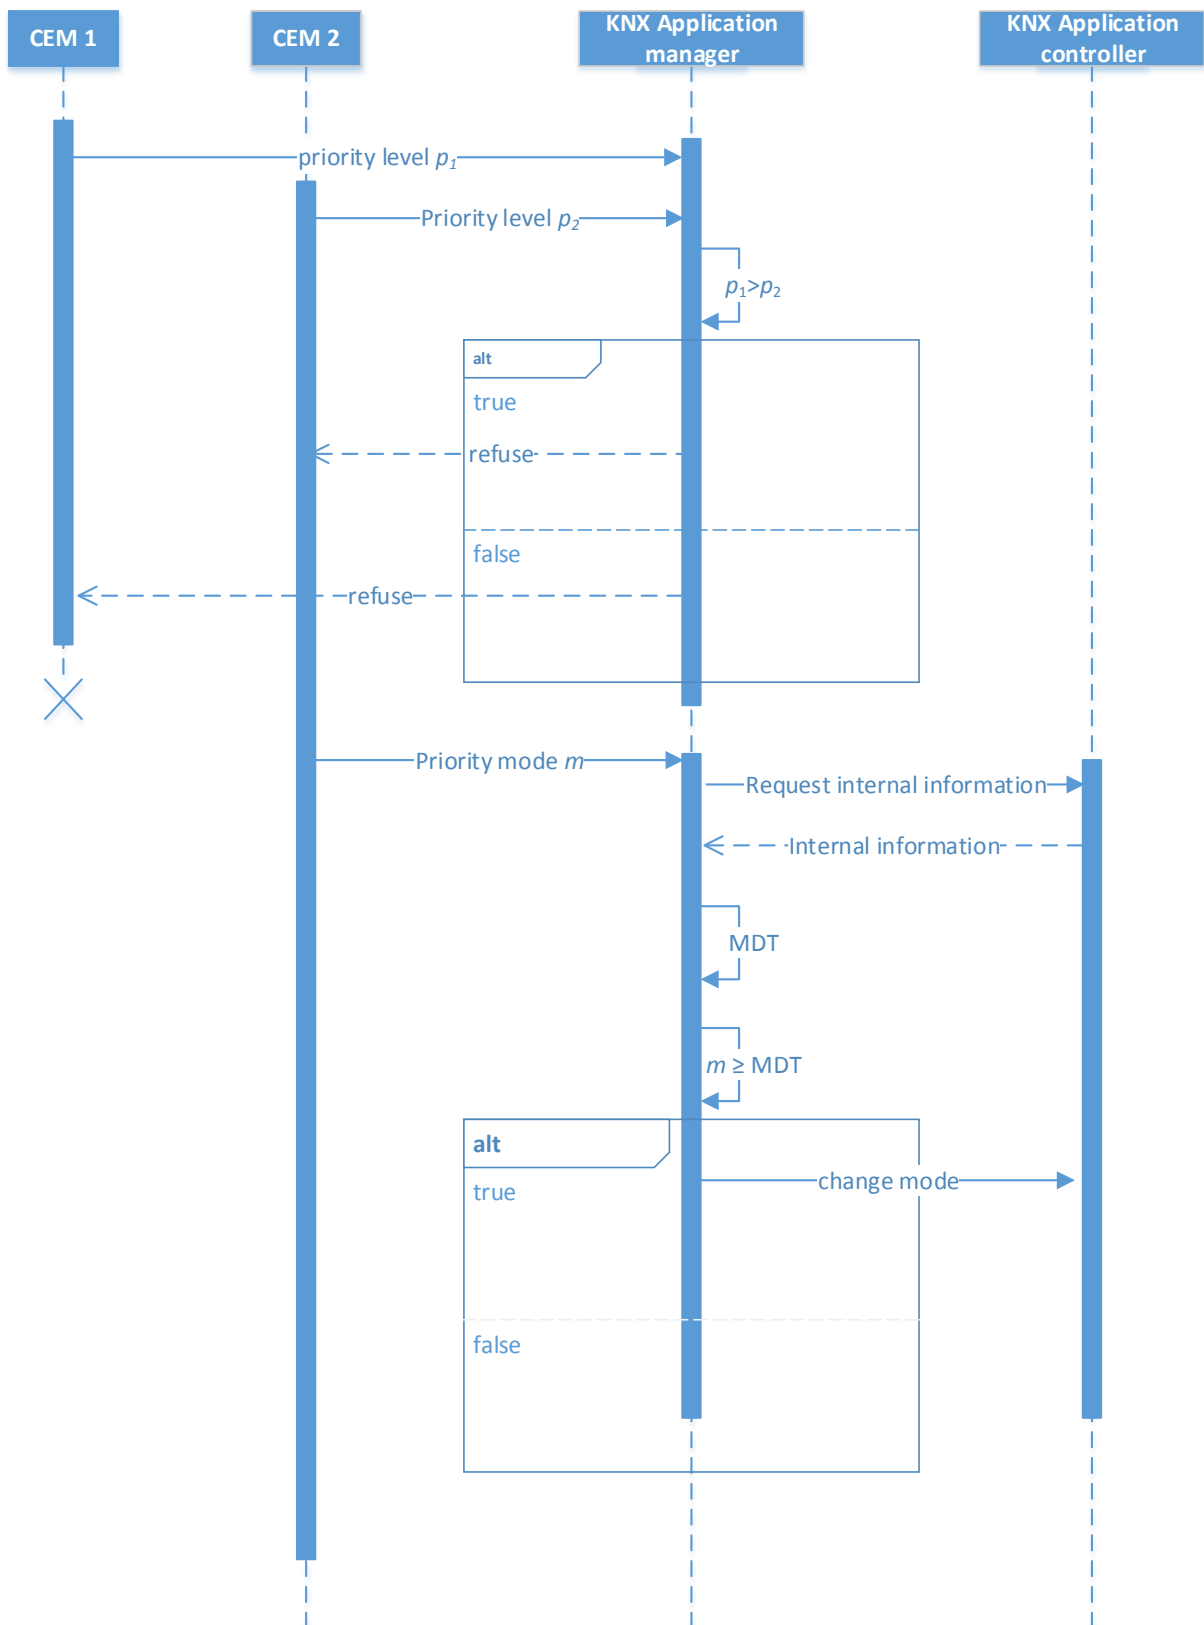 CEM 1
CEM 2
KNX Application
manager
KNX Application
controller
priority level p₁
Priority level p₂
p₁>p₂
alt
true
refuse
false
refuse
Priority mode m
Request internal information
Internal information
MDT
m ≥ MDT
alt
change mode
true
false